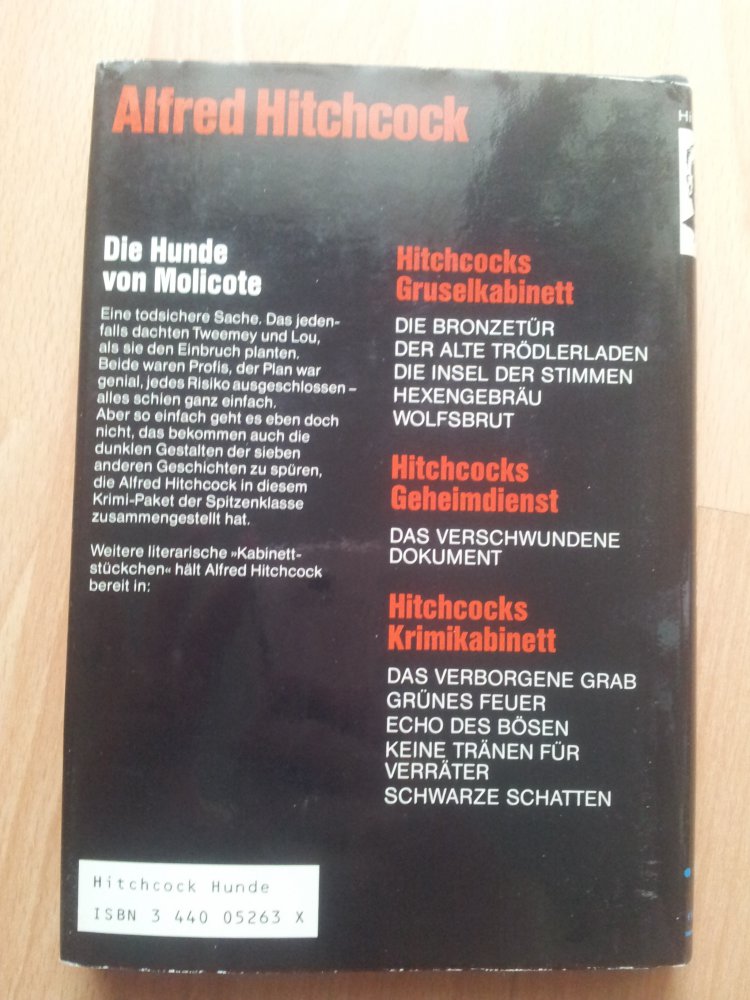 Alfred Hitchcock
Die Hunde
von Molicote
Eine todsichere Sache. Das jeden-
falls dachten Tweemey und Lou,
als sie den Einbruch planten.
Beide waren Profis, der Plan war
genial, jedes Risiko ausgeschlossen –
alles schien ganz einfach.
Aber so einfach geht es eben doch
nicht, das bekommen auch die
dunklen Gestalten der sieben
anderen Geschichten zu spüren,
die Alfred Hitchcock in diesem
Krimi-Paket der Spitzenklasse
zusammengestellt hat.
Weitere literarische »Kabinett-
stückchen« hält Alfred Hitchcock
bereit in:
Hitchcocks
Gruselkabinett
DIE BRONZETÜR
DER ALTE TRÖDLERLADEN
DIE INSEL DER STIMMEN
HEXENGEBRÄU
WOLFSBRUT
Hitchcocks
Geheimdienst
DAS VERSCHWUNDENE
DOKUMENT
Hitchcocks
Krimikabinett
DAS VERBORGENE GRAB
GRÜNES FEUER
ECHO DES BÖSEN
KEINE TRÄNEN FÜR
VERRÄTER
SCHWARZE SCHATTEN
Hitchcock Hunde
ISBN 3 440 05263 X